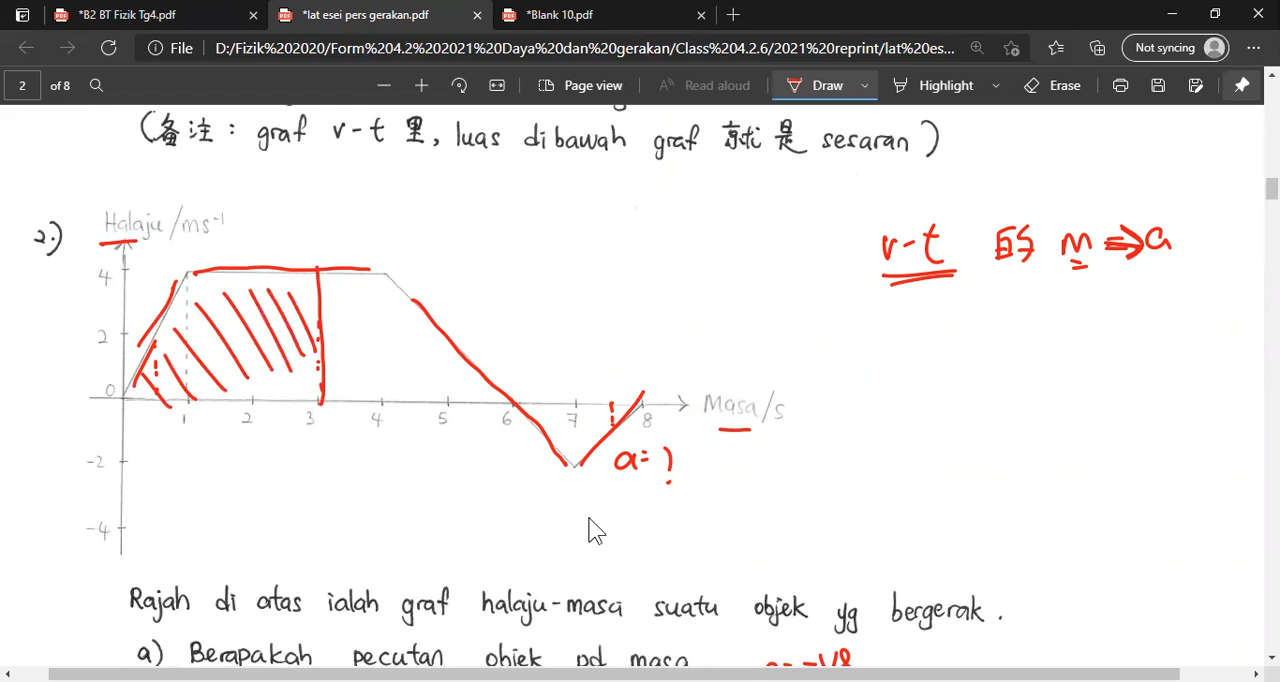 *B2 BT Fizik Tg4.pdf
*lat esei pers gerakan.pdf
*Blank 10.pdf
File
D:/Fizik%202020/Form%204.2%202021%20Daya%20dan%20gerakan/Class%204.2.6/2021%20reprint/lat%20es...
Not syncing
2 of 8
Page view
Read aloud
Draw
Highlight
Erase
(备注: graf v-t 里, luas dibawah graf 就是 sesaran)
2.)
Halaju/ms⁻¹
v-t 的 m ⇒ a
4
2
0
1 2 3 4 5 6 7 8
Masa/s
-2
a= ?
-4
Rajah di atas ialah graf halaju-masa suatu objek yg bergerak.
a) Berapakah pecutan objek pd masa